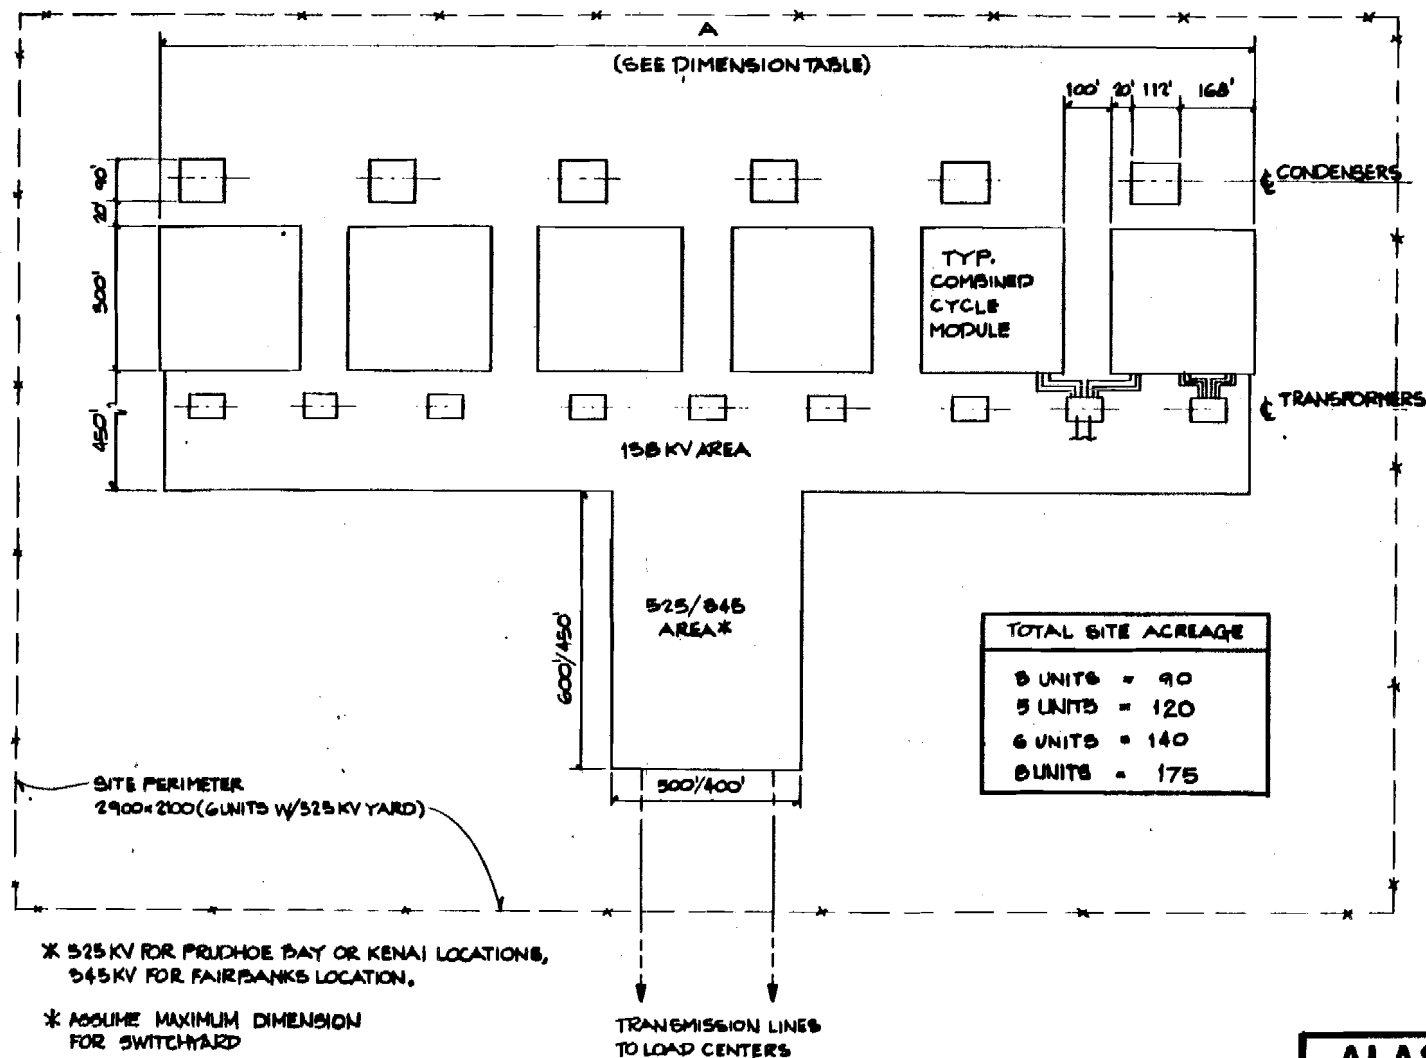 A
(SEE DIMENSION TABLE)
100' 20' 112' 168'
90'
20'
300'
450'
CONDENSERS
TYP.
COMBINED
CYCLE
MODULE
TRANSFORMERS
138 KV AREA
525/345
AREA*
600'/450'
500'/400'
TOTAL SITE ACREAGE
3 UNITS = 90
5 UNITS = 120
6 UNITS = 140
8 UNITS = 175
SITE PERIMETER
2900x2100 (6 UNITS W/525 KV YARD)
* 525 KV FOR PRUDHOE BAY OR KENAI LOCATIONS,
345 KV FOR FAIRBANKS LOCATION.
* ASSUME MAXIMUM DIMENSION
FOR SWITCHYARD
TRANSMISSION LINES
TO LOAD CENTERS